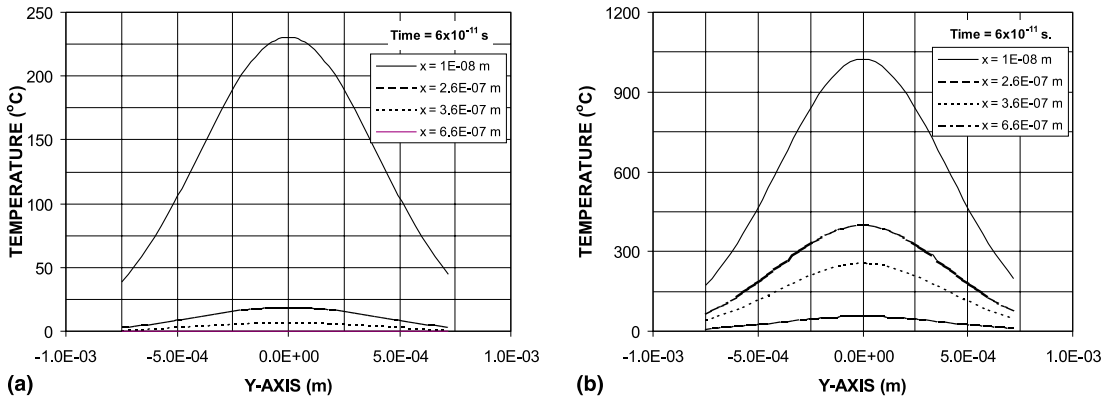 250
200
150
100
50
0
TEMPERATURE (°C)
Time = 6x10⁻¹¹ s
x = 1E-08 m
x = 2.6E-07 m
x = 3.6E-07 m
x = 6.6E-07 m
-1.0E-03 -5.0E-04 0.0E+00 5.0E-04 1.0E-03
Y-AXIS (m)
(a)
1200
900
600
300
0
TEMPERATURE (°C)
Time = 6x10⁻¹¹ s.
x = 1E-08 m
x = 2.6E-07 m
x = 3.6E-07 m
x = 6.6E-07 m
-1.0E-03 -5.0E-04 0.0E+00 5.0E-04 1.0E-03
Y-AXIS (m)
(b)